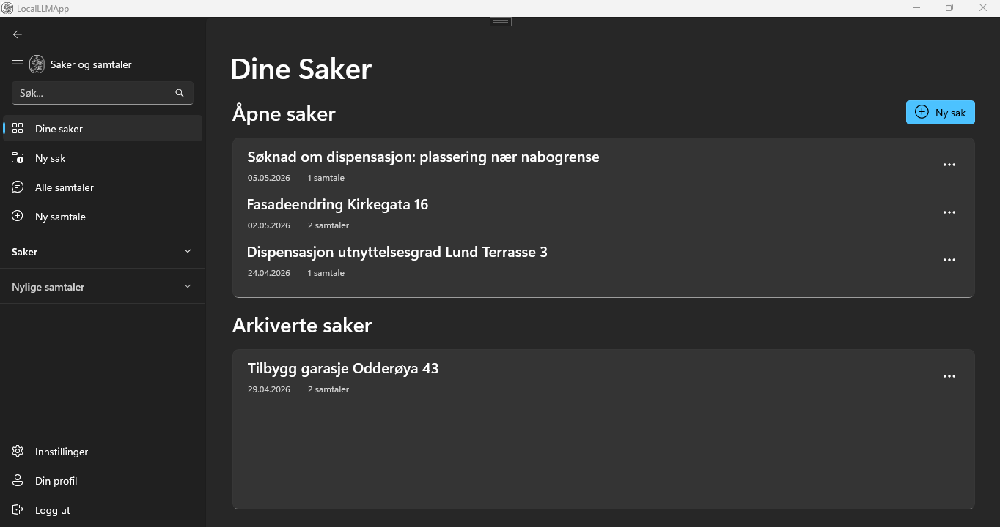 LocalLLMApp
Saker og samtaler
Søk...
Dine saker
Ny sak
Alle samtaler
Ny samtale
Saker
Nylige samtaler
Innstillinger
Din profil
Logg ut
Dine Saker
Åpne saker
Ny sak
Søknad om dispensasjon: plassering nær nabogrense
05.05.2026 1 samtale
Fasadeendring Kirkegata 16
02.05.2026 2 samtaler
Dispensasjon utnyttelsesgrad Lund Terrasse 3
24.04.2026 1 samtale
Arkiverte saker
Tilbygg garasje Odderøya 43
29.04.2026 2 samtaler